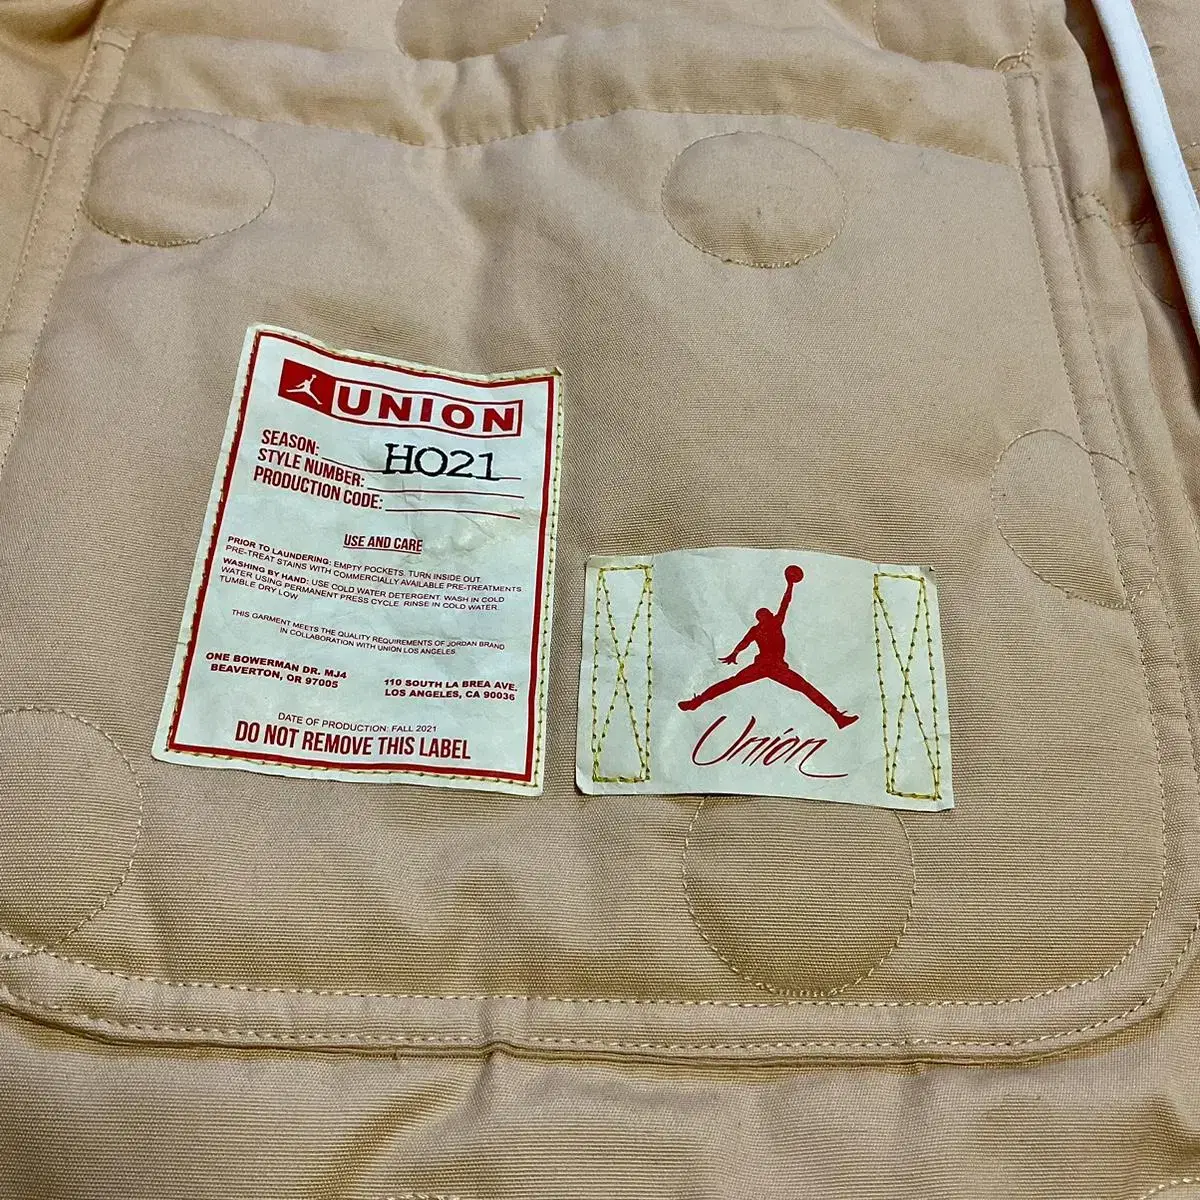 UNION
SEASON: HO21
STYLE NUMBER:
PRODUCTION CODE:
USE AND CARE
PRIOR TO LAUNDERING: EMPTY POCKETS. TURN INSIDE OUT.
PRE-TREAT STAINS WITH COMMERCIALLY AVAILABLE PRE-TREATMENTS
WASHING BY HAND: USE COLD WATER DETERGENT. WASH IN COLD
WATER USING PERMANENT PRESS CYCLE. RINSE IN COLD WATER.
TUMBLE DRY LOW
THIS GARMENT MEETS THE QUALITY REQUIREMENTS OF JORDAN BRAND
IN COLLABORATION WITH UNION LOS ANGELES.
ONE BOWERMAN DR. MJ4
BEAVERTON, OR 97005
110 SOUTH LA BREA AVE.
LOS ANGELES, CA 90036
DATE OF PRODUCTION: FALL 2021
DO NOT REMOVE THIS LABEL
Union